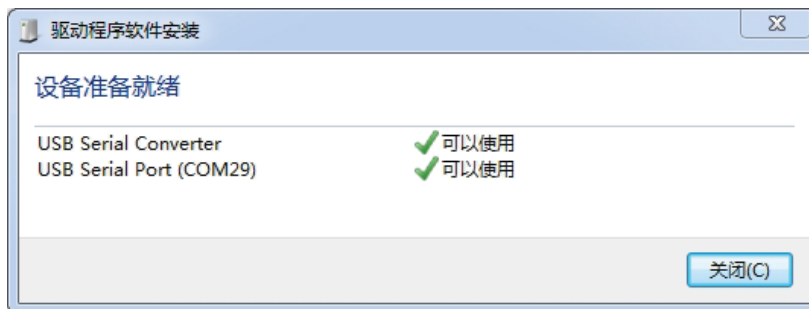 驱动程序软件安装
设备准备就绪
USB Serial Converter 可以使用
USB Serial Port (COM29) 可以使用
关闭(C)